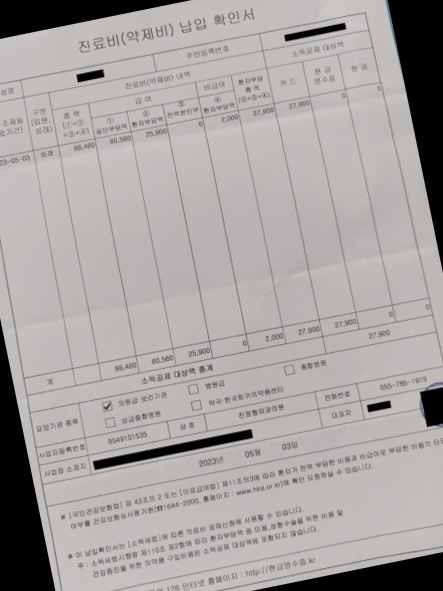 진료비(약제비) 납입 확인서
성명
주민등록번호
진료비(약제비) 내역
소득공제 대상액
구분
(입원,
외래)
총 액
(①+②
+③+④)
급 여
비급여
환자부담
총 액
(②+③+④)
카 드
현 금
영수증
현 금
①
공단부담액
②
환자부담액
③
전액본인부
④
환자부담액
23-05-03 외래 88,460 60,560 25,900 0 2,000 27,900 27,900 0 0
계 88,460 60,560 25,900 0 2,000 27,900 27,900 0 0
소득공제 대상액 총계 27,900
요양기관 종류
의원급·보건기관
병원급
종합병원
상급종합병원
약국·한국희귀의약품센터
사업자등록번호 8549101535 상 호 진정형외과의원 전화번호 055-785-1919
사업장 소재지 대표자
2023년 05월 03일
※ [국민건강보험법] 제 43조의 2 또는 [의료급여법] 제11조의3에 따라 환자가 전액 부담한 비용과 비급여로 부담한 비용의 타당
여부를 건강보험심사평가원(☎1644-2000, 홈페이지 : www.hira.or.kr)에 확인 요청하실 수 있습니다.
※ 이 납입확인서는 [소득세법]에 따른 의료비 공제신청에 사용할 수 있습니다.
주 : 소득세법시행령 제110조 제2항에 따라 환자부담액 중 미용,성형수술을 위한 비용 및
건강증진을 위한 의약품 구입비용은 소득공제 대상액에 포함되지 않습니다.
126 인터넷 홈페이지 : http://현금영수증.kr